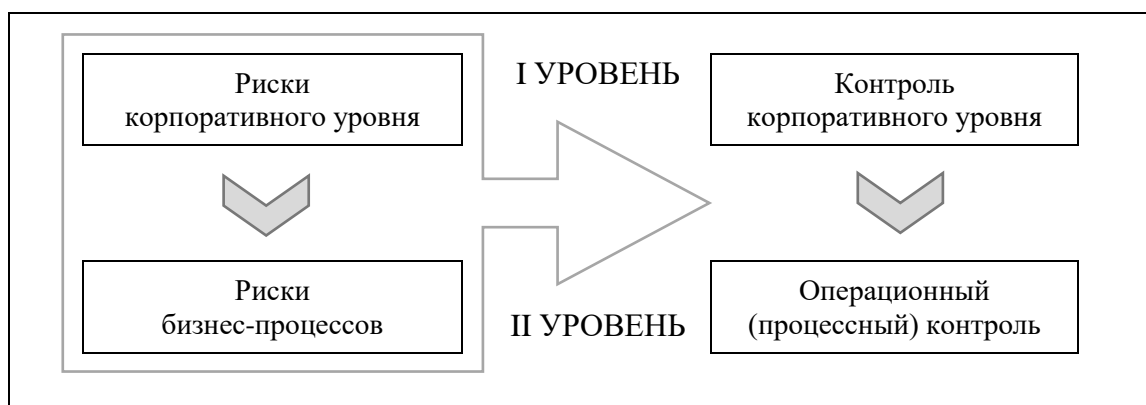 Риски
корпоративного уровня
I УРОВЕНЬ
Контроль
корпоративного уровня
Риски
бизнес-процессов
II УРОВЕНЬ
Операционный
(процессный) контроль